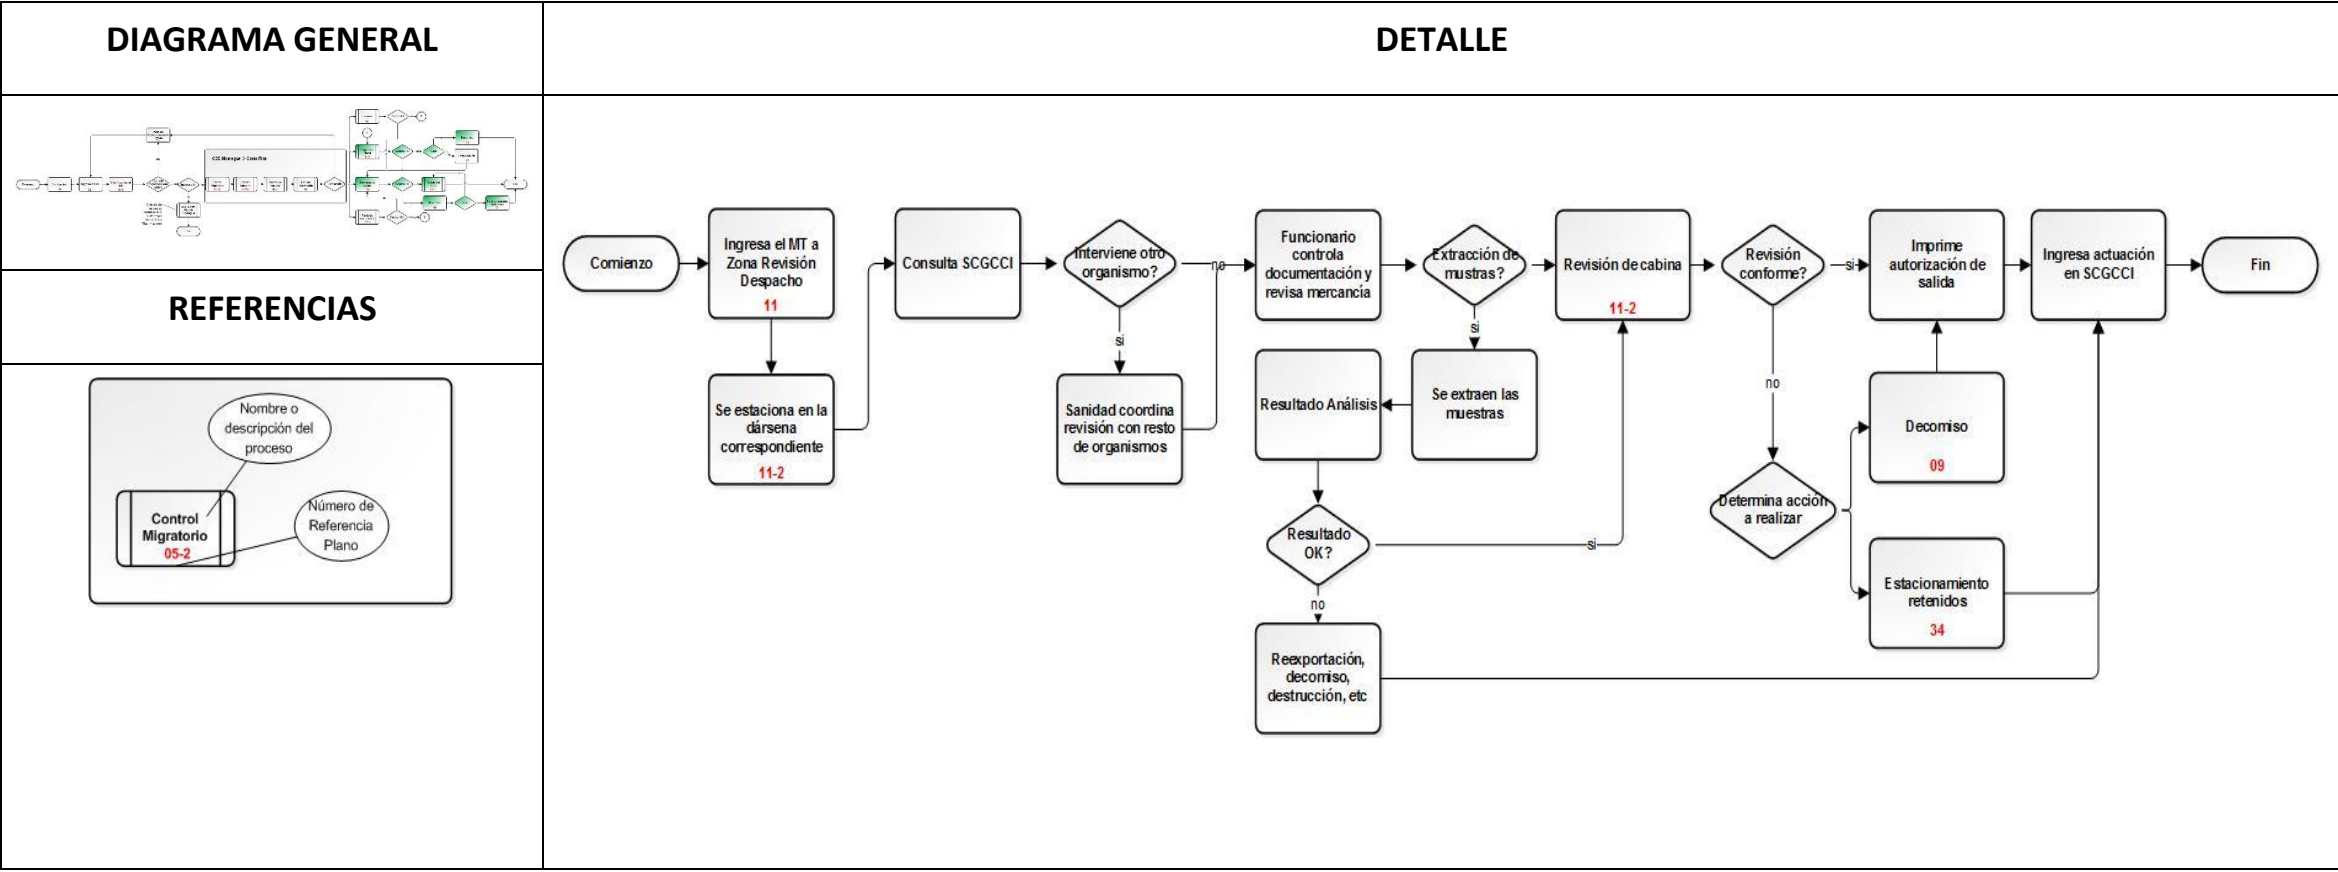 DIAGRAMA GENERAL
DETALLE
REFERENCIAS
Nombre o
descripción del
proceso
Control
Migratorio
05-2
Número de
Referencia
Plano
Comienzo
Ingresa el MT a
Zona Revisión
Despacho
11
Se estaciona en la
dársena
correspondiente
11-2
Consulta SCGCCI
Interviene otro
organismo?
no
si
Sanidad coordina
revisión con resto
de organismos
Funcionario
controla
documentación y
revisa mercancía
Extracción de
mustras?
si
Se extraen las
muestras
Resultado Análisis
Resultado
OK?
si
no
Reexportación,
decomiso,
destrucción, etc
Revisión de cabina
11-2
Revisión
conforme?
si
no
Determina acción
a realizar
Imprime
autorización de
salida
Decomiso
09
Estacionamiento
retenidos
34
Ingresa actuación
en SCGCCI
Fin